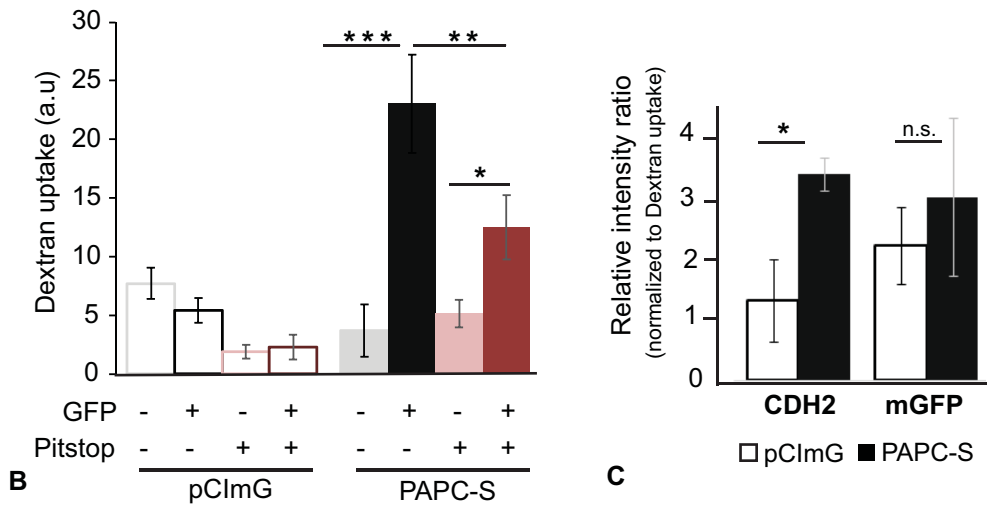 Dextran uptake (a.u)
30
25
20
15
10
5
0
***
**
*
GFP - + - + - + - +
Pitstop - - + + - - + +
pCImG PAPC-S
B
Relative intensity ratio
(normalized to Dextran uptake)
4
3
2
1
0
*
n.s.
CDH2 mGFP
pCImG PAPC-S
C